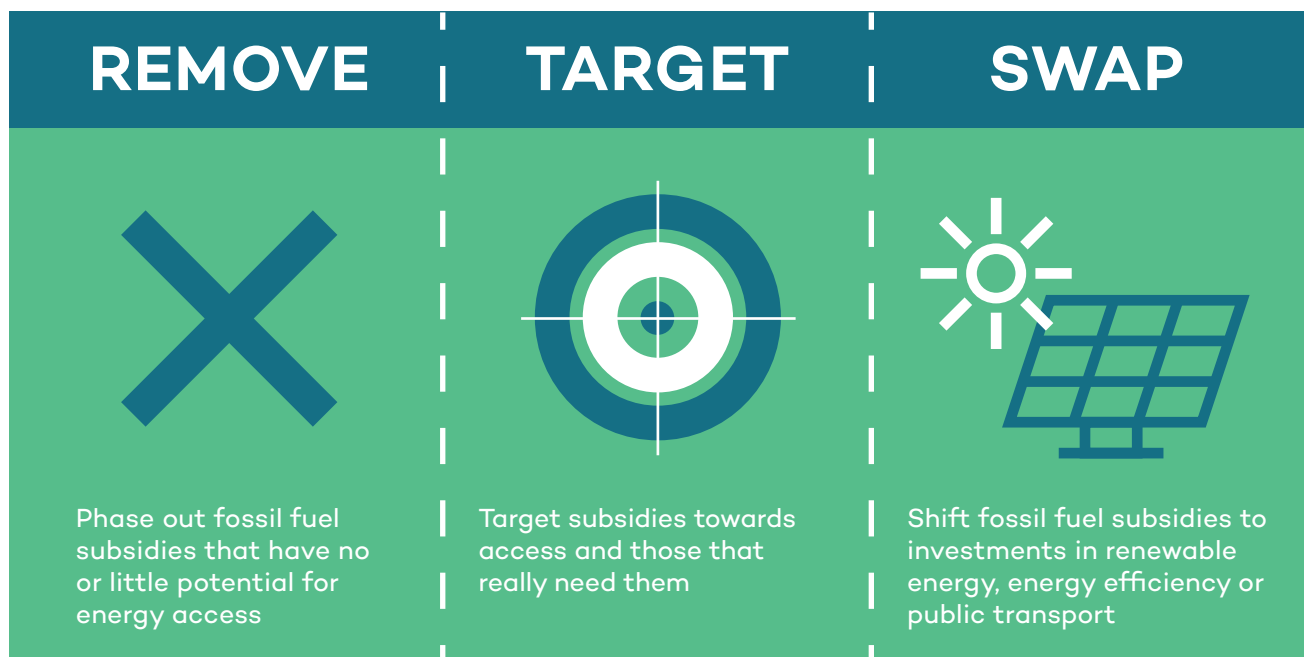 REMOVE
Phase out fossil fuel
subsidies that have no
or little potential for
energy access
TARGET
Target subsidies towards
access and those that
really need them
SWAP
Shift fossil fuel subsidies to
investments in renewable
energy, energy efficiency or
public transport